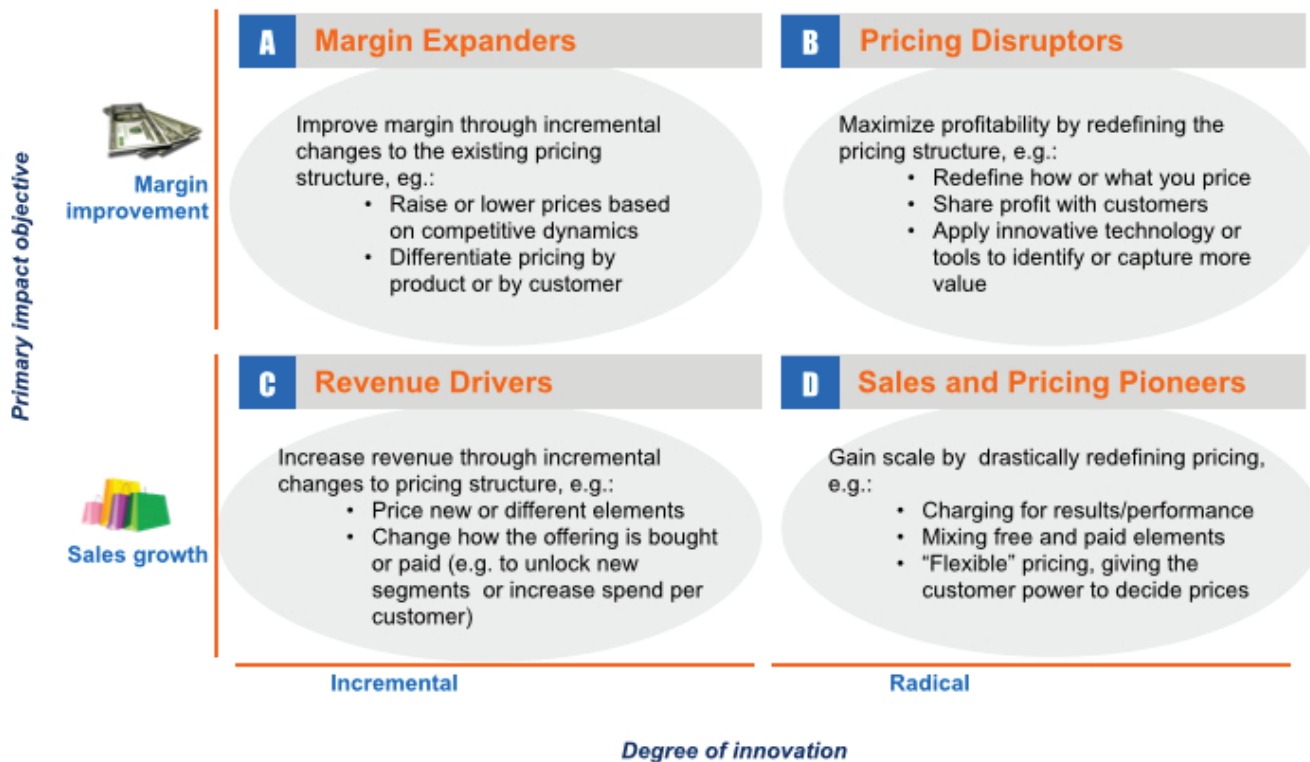 A Margin Expanders
B Pricing Disruptors
Improve margin through incremental
changes to the existing pricing
structure, eg.:
• Raise or lower prices based
on competitive dynamics
• Differentiate pricing by
product or by customer
Maximize profitability by redefining the
pricing structure, e.g.:
• Redefine how or what you price
• Share profit with customers
• Apply innovative technology or
tools to identify or capture more
value
Margin
improvement
Primary impact objective
C Revenue Drivers
D Sales and Pricing Pioneers
Increase revenue through incremental
changes to pricing structure, e.g.:
• Price new or different elements
• Change how the offering is bought
or paid (e.g. to unlock new
segments or increase spend per
customer)
Gain scale by drastically redefining pricing,
e.g.:
• Charging for results/performance
• Mixing free and paid elements
• “Flexible” pricing, giving the
customer power to decide prices
Sales growth
Incremental
Radical
Degree of innovation